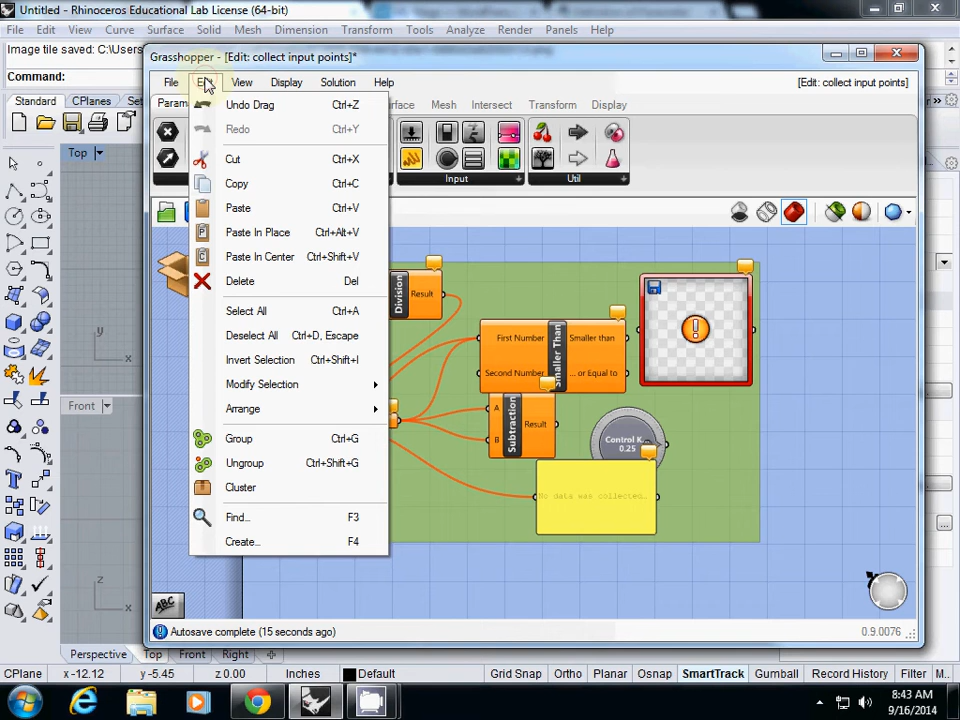 Untitled - Rhinoceros Educational Lab License (64-bit)
File Edit View Curve Surface Solid Mesh Dimension Transform Tools Analyze Render Panels Help
Image file saved: C:\Users
Command:
Standard CPlanes Set
Top
Front
Grasshopper - [Edit: collect input points]*
File Edit View Display Solution Help [Edit: collect input points]
Mesh Intersect Transform Display
Input
Util
Undo Drag Ctrl+Z
Redo Ctrl+Y
Cut Ctrl+X
Copy Ctrl+C
Paste Ctrl+V
Paste In Place Ctrl+Alt+V
Paste In Center Ctrl+Shift+V
Delete Del
Select All Ctrl+A
Deselect All Ctrl+D, Escape
Invert Selection Ctrl+Shift+I
Modify Selection
Arrange
Group Ctrl+G
Ungroup Ctrl+Shift+G
Cluster
Find... F3
Create... F4
Division
Result
First Number
Second Number
Smaller Than
Smaller than
... or Equal to
A
B
Subtraction
Result
Control K...
0.25
No data was collected...
y
x
z
x
ABC
Autosave complete (15 seconds ago) 0.9.0076
Perspective Top Front Right
CPlane x -12.12 y -5.45 z 0.00 Inches Default Grid Snap Ortho Planar Osnap SmartTrack Gumball Record History Filter M...
8:43 AM
9/16/2014